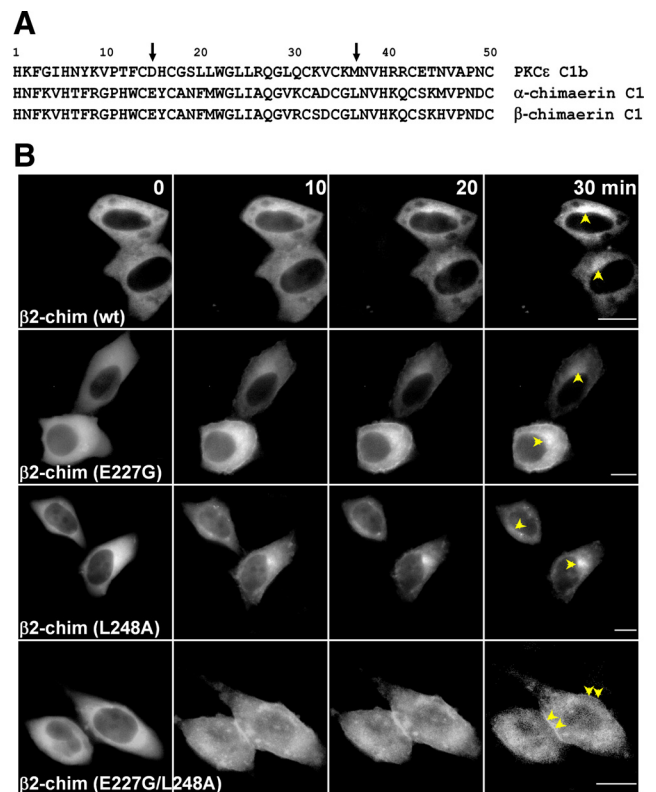 A
1 10 20 30 40 50
HKFGIHNYKVPTFCDHCGSLLWGLLRQGLQCKVCKMNVHRRCETNVAPNC PKCε C1b
HNFKVHTFRGPHWCEYCANFMWGLIAQGVKCADCGLNVHKQCSKMVPNDC α-chimaerin C1
HNFKVHTFRGPHWCEYCANFMWGLIAQGVRCSDCGLNVHKQCSKHVPNDC β-chimaerin C1
B
0 10 20 30 min
β2-chim (wt)
β2-chim (E227G)
β2-chim (L248A)
β2-chim (E227G/L248A)